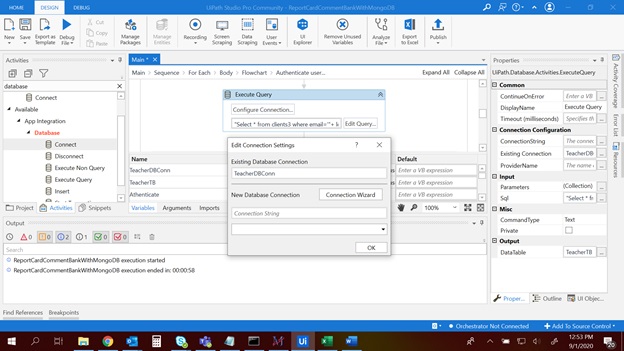 UiPath Studio Pro Community - ReportCardCommentBankWithMongoDB
HOME DESIGN DEBUG
New
Save
Export as Template
Debug File
Cut
Copy
Paste
Manage Packages
Manage Entities
Recording
Screen Scraping
Data Scraping
User Events
UI Explorer
Remove Unused Variables
Analyze File
Export to Excel
Publish
Activities
database
Connect
Available
App Integration
Database
Connect
Disconnect
Execute Non Query
Execute Query
Insert
Project Activities Snippets
Main *
Main > Sequence > For Each > Body > Flowchart > Authenticate user...
Expand All Collapse All
Execute Query
Configure Connection...
"Select * from clients3 where email='"+
Edit Query...
Name
Default
TeacherDBConn
Enter a VB expression
TeacherTB
Enter a VB expression
Authenticate
Enter a VB expression
Variables Arguments Imports
100%
Edit Connection Settings
? ×
Existing Database Connection
TeacherDBConn
New Database Connection
Connection Wizard
Connection String
OK
Properties
UiPath.Database.Activities.ExecuteQuery
Common
ContinueOnError Enter a VB
DisplayName Execute Query
Timeout (milliseconds) Specifies th
Connection Configuration
ConnectionString The connec
Existing Connection TeacherDB
ProviderName The name
Input
Parameters (Collection)
Sql "Select * fr
Misc
CommandType Text
Private
Output
DataTable TeacherTB
Proper... Outline UI Objec...
Activity Coverage
Error List
Resources
Output
0 0 2 1 0 0
Search
ReportCardCommentBankWithMongoDB execution started
ReportCardCommentBankWithMongoDB execution ended in: 00:00:58
Find References Breakpoints
Orchestrator Not Connected
Add To Source Control
Ui
12:53 PM
9/1/2020
20